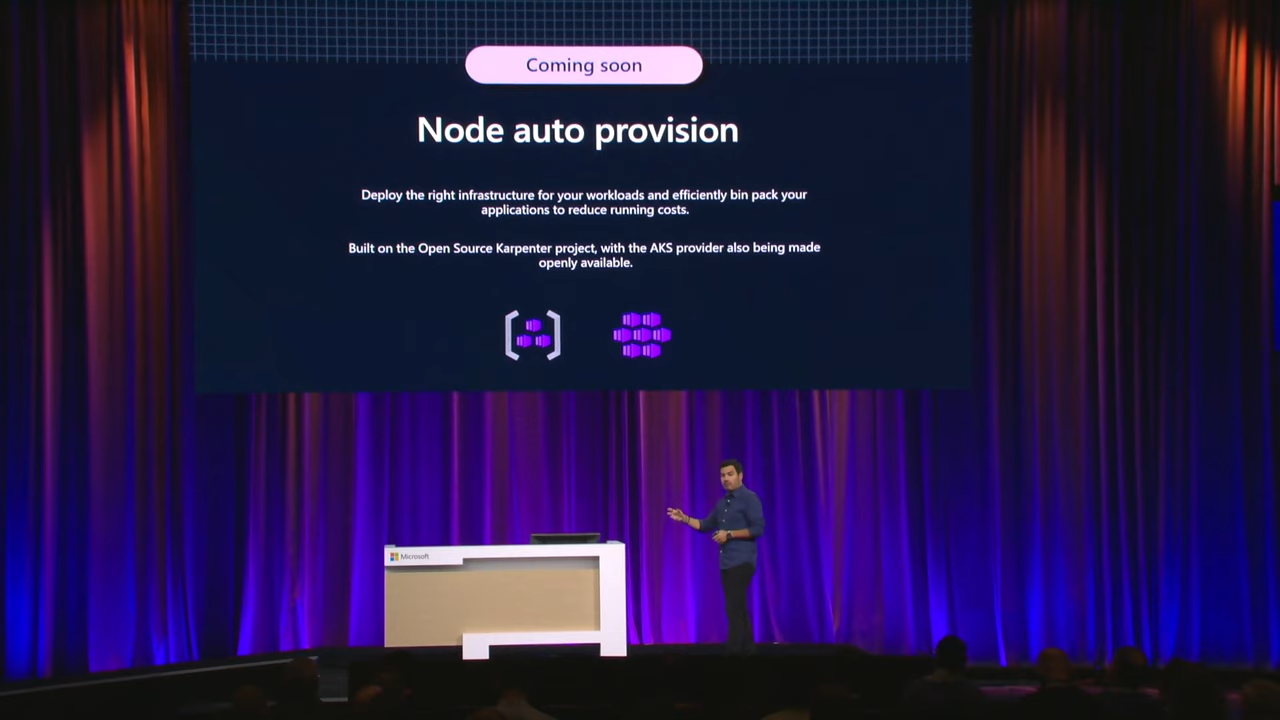 Coming soon
Node auto provision
Deploy the right infrastructure for your workloads and efficiently bin pack your
applications to reduce running costs.
Built on the Open Source Karpenter project, with the AKS provider also being made
openly available.
Microsoft